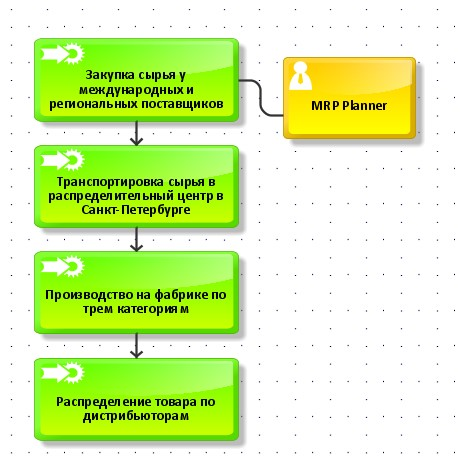 Закупка сырья у
международных и
региональных поставщиков
MRP Planner
Транспортировка сырья в
распределительный центр в
Санкт-Петербурге
Производство на фабрике по
трем категориям
Распределение товара по
дистрибьюторам